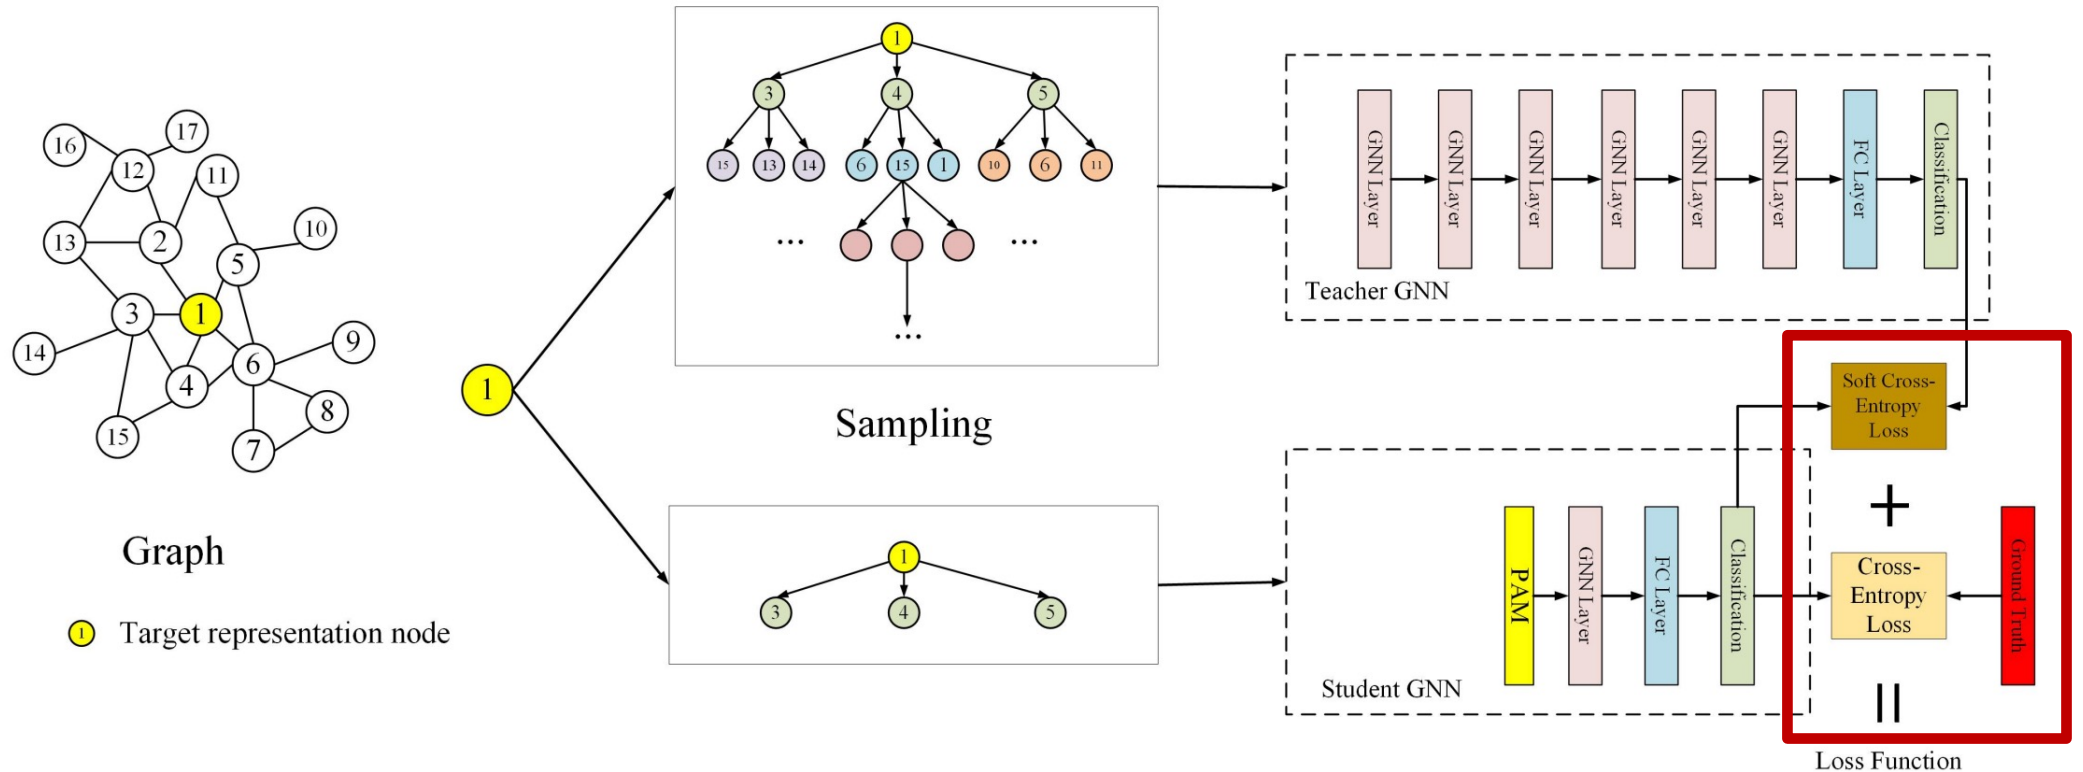 16
17
12
11
13
2
10
5
3
1
14
9
6
4
8
15
7
Graph
1
Target representation node
1
1
3
4
5
15
13
14
6
15
1
10
6
11
...
...
...
Sampling
1
3
4
5
GNN Layer
GNN Layer
GNN Layer
GNN Layer
GNN Layer
GNN Layer
FC Layer
Classification
Teacher GNN
PAM
GNN Layer
FC Layer
Classification
Student GNN
Soft Cross-
Entropy
Loss
+
Cross-
Entropy
Loss
Ground Truth
=
Loss Function